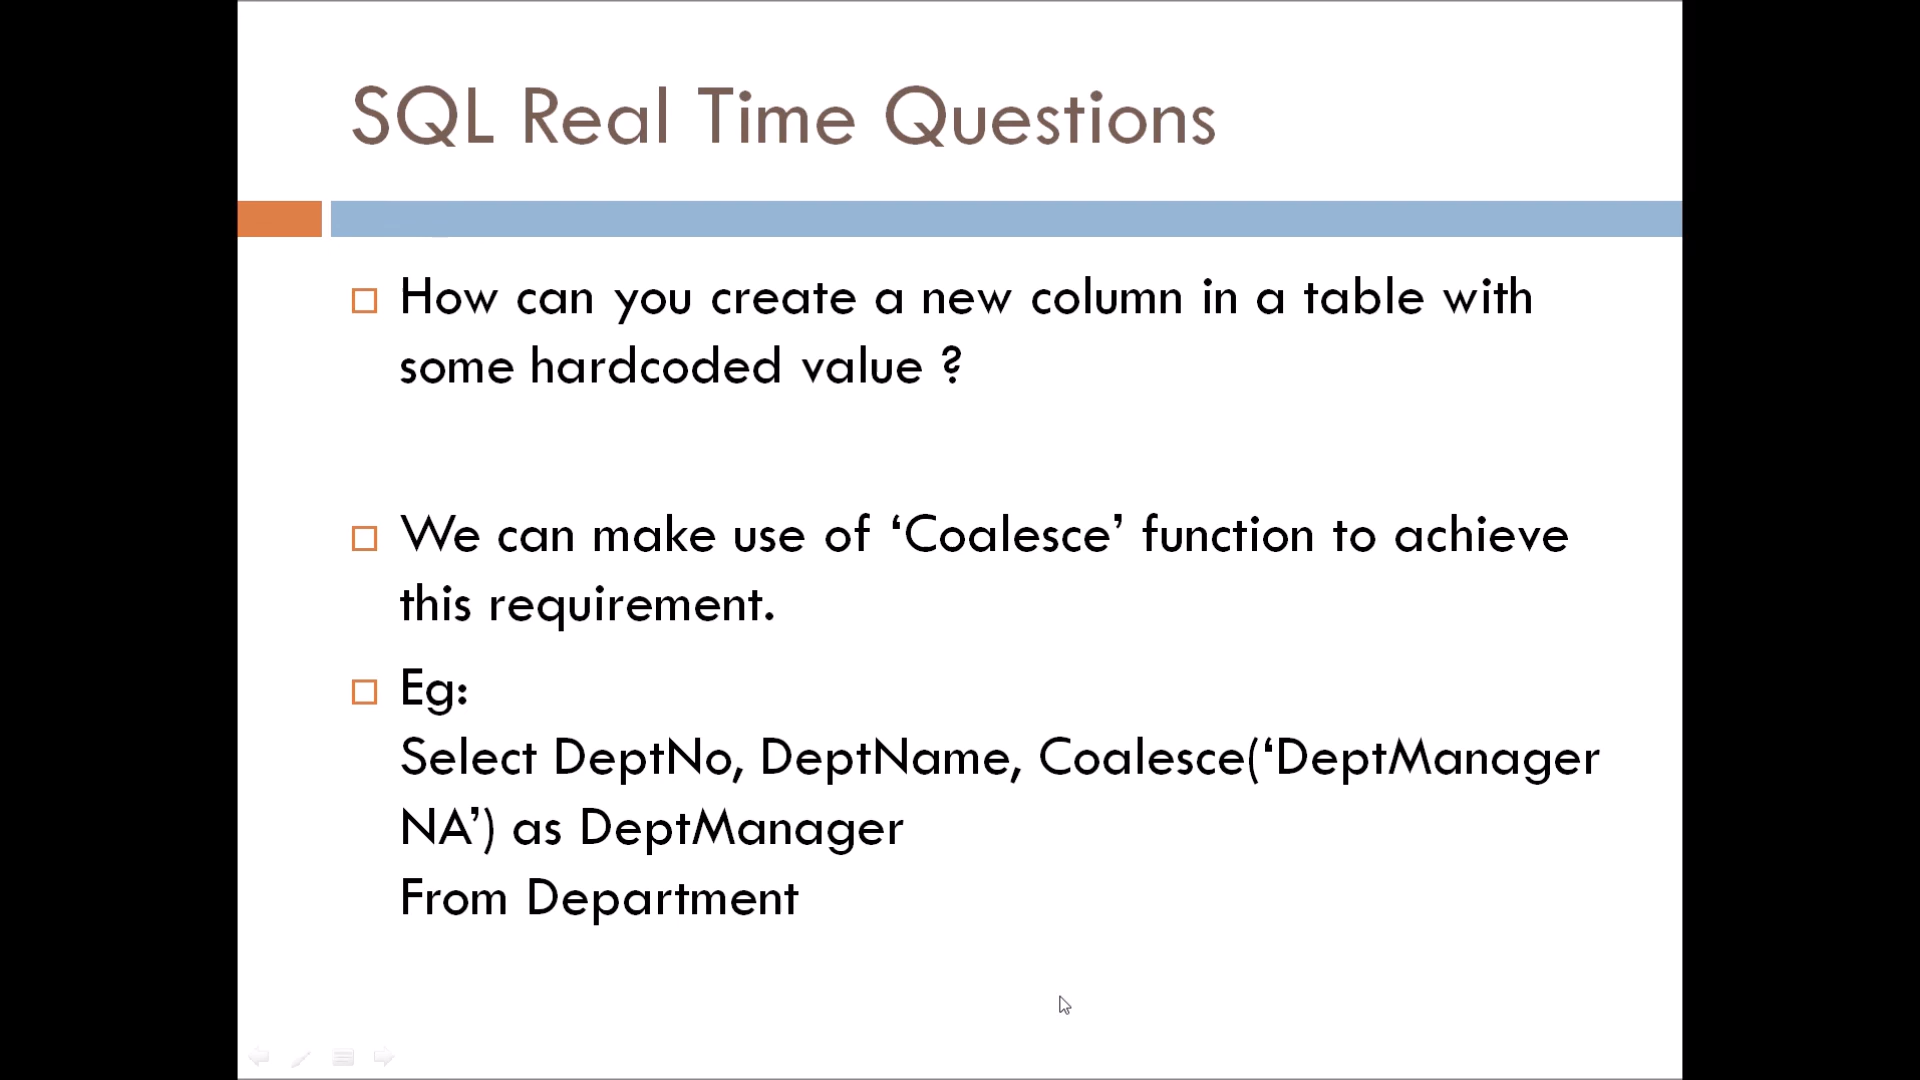 SQL Real Time Questions
How can you create a new column in a table with
some hardcoded value ?
We can make use of ‘Coalesce’ function to achieve
this requirement.
Eg:
Select DeptNo, DeptName, Coalesce(‘DeptManager
NA’) as DeptManager
From Department